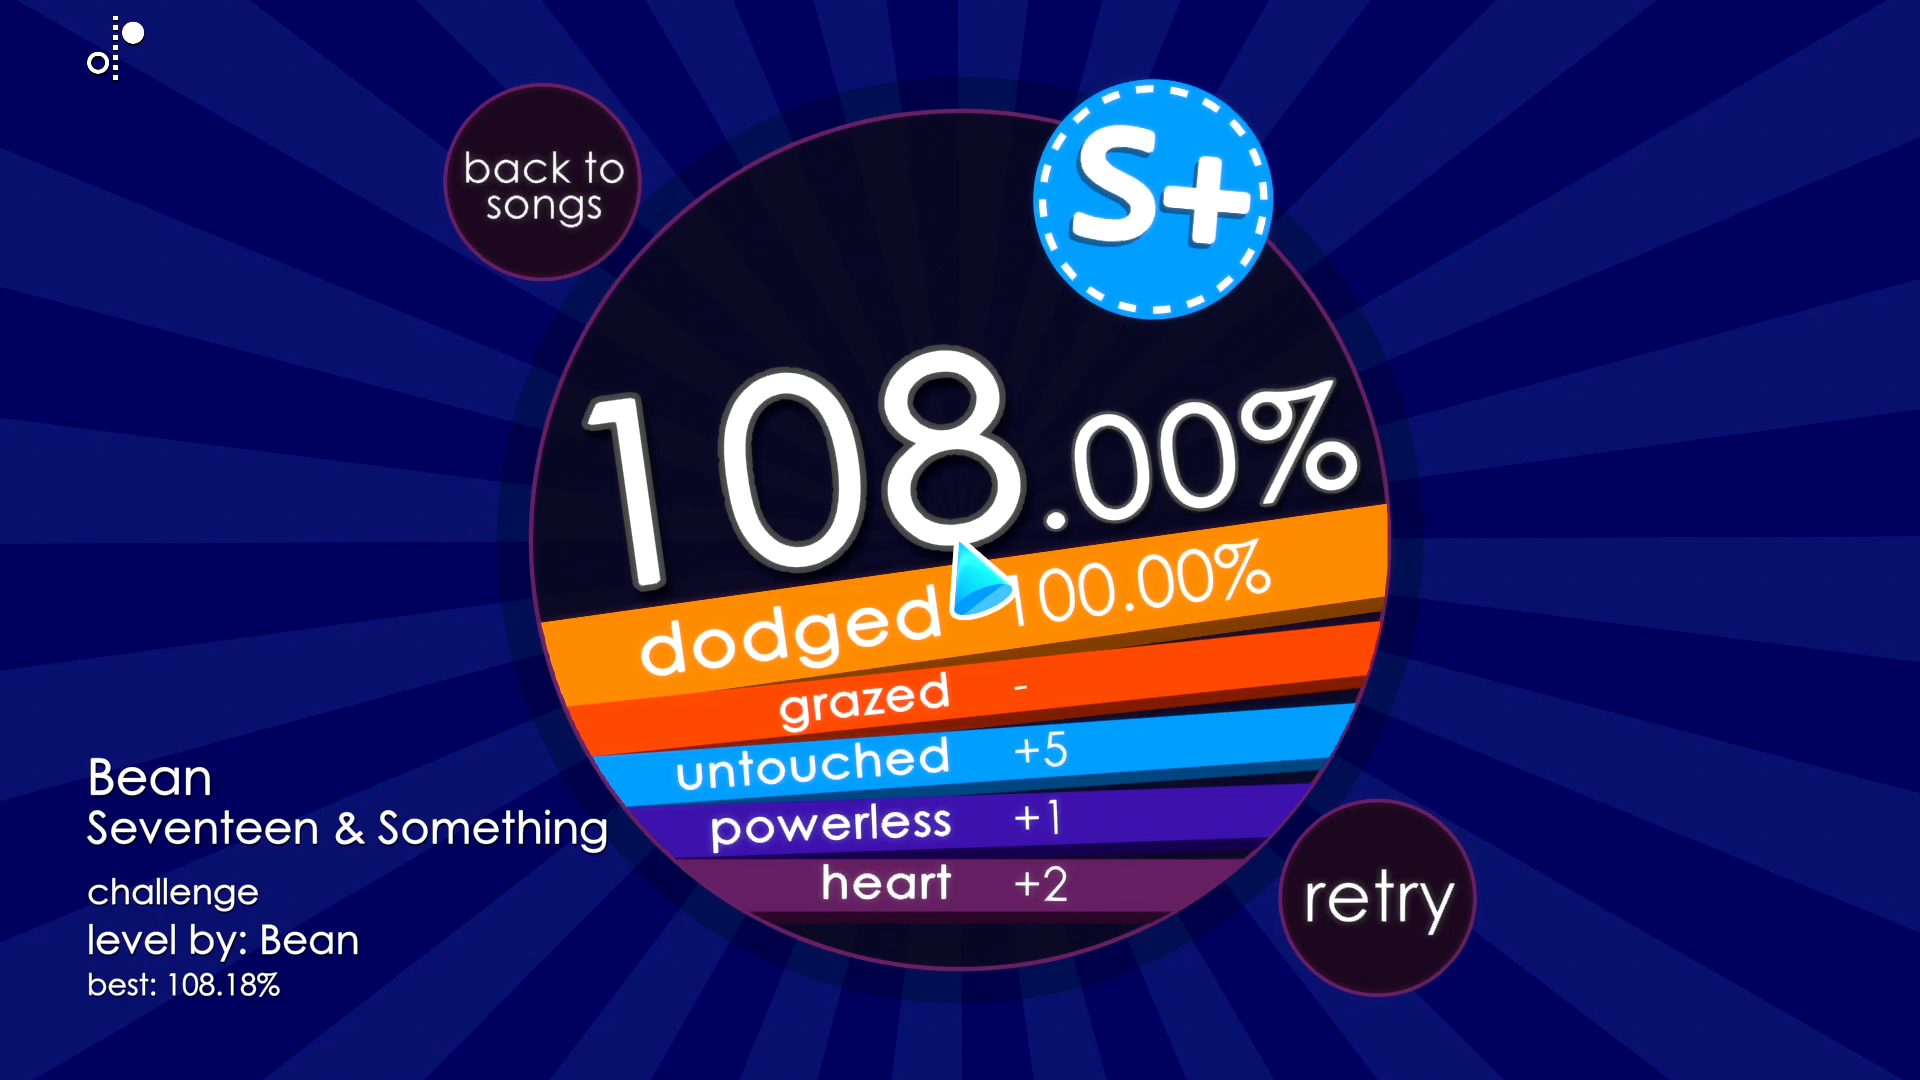 back to
songs
S+
108.00%
dodged 100.00%
grazed -
untouched +5
powerless +1
heart +2
Bean
Seventeen & Something
challenge
level by: Bean
best: 108.18%
retry